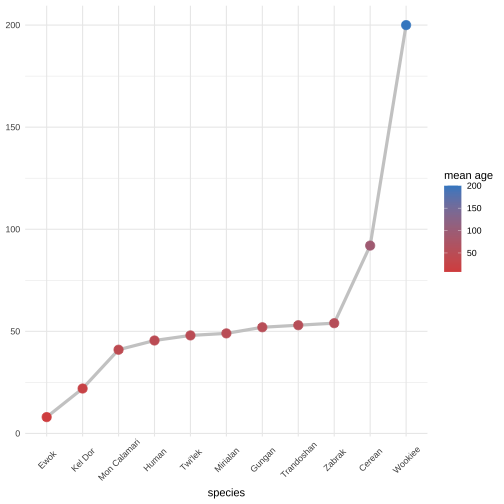 200
150
100
50
0
mean age
200
150
100
50
Ewok
Kel Dor
Mon Calamari
Human
Twi'lek
Mirialan
Gungan
Trandoshan
Zabrak
Cerean
Wookiee
species